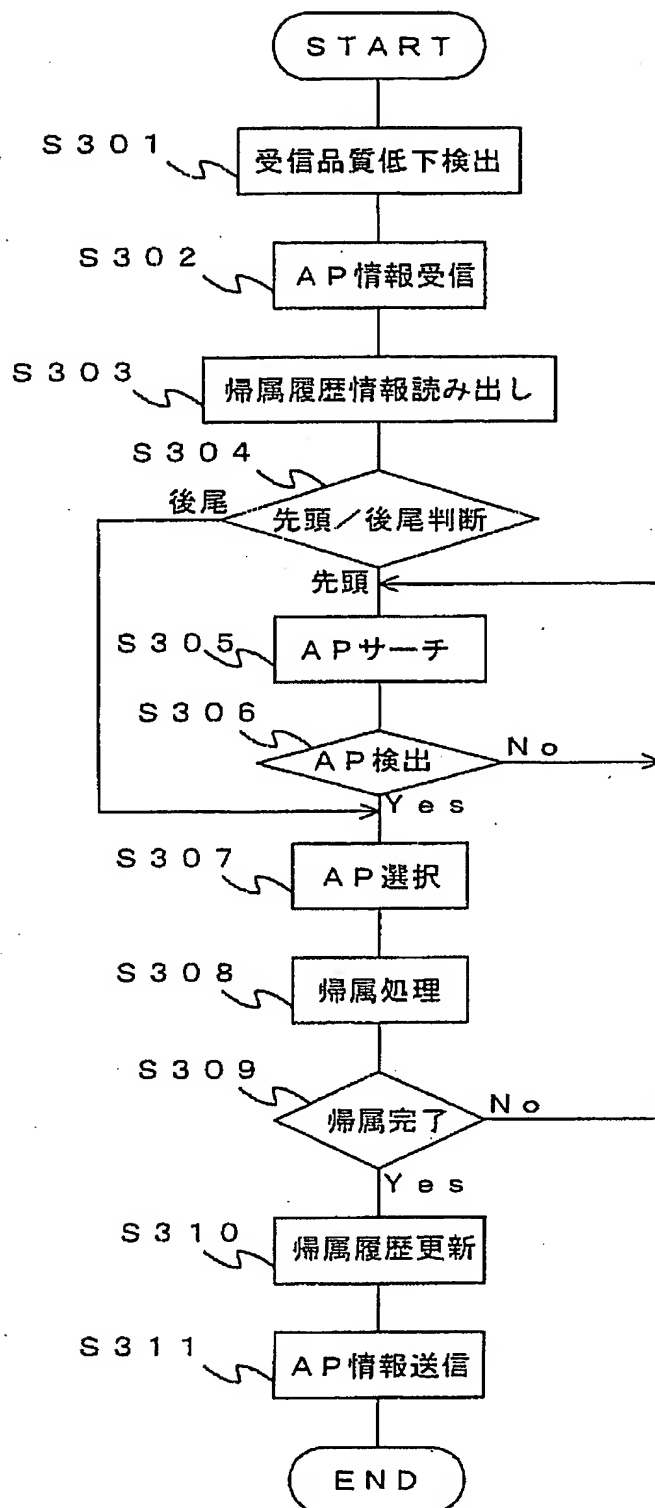 START
S301
受信品質低下検出
S302
AP情報受信
S303
帰属履歴情報読み出し
S304
後尾
先頭/後尾判断
先頭
S305
APサーチ
S306
AP検出
No
Yes
S307
AP選択
S308
帰属処理
S309
帰属完了
No
Yes
S310
帰属履歴更新
S311
AP情報送信
END